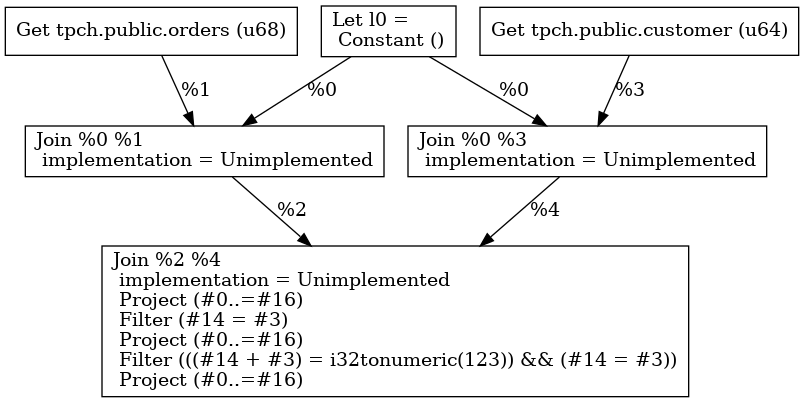 Get tpch.public.orders (u68)
Let l0 =
Constant ()
Get tpch.public.customer (u64)
%1
%0
%0
%3
Join %0 %1
implementation = Unimplemented
Join %0 %3
implementation = Unimplemented
%2
%4
Join %2 %4
implementation = Unimplemented
Project (#0..=#16)
Filter (#14 = #3)
Project (#0..=#16)
Filter (((#14 + #3) = i32tonumeric(123)) && (#14 = #3))
Project (#0..=#16)